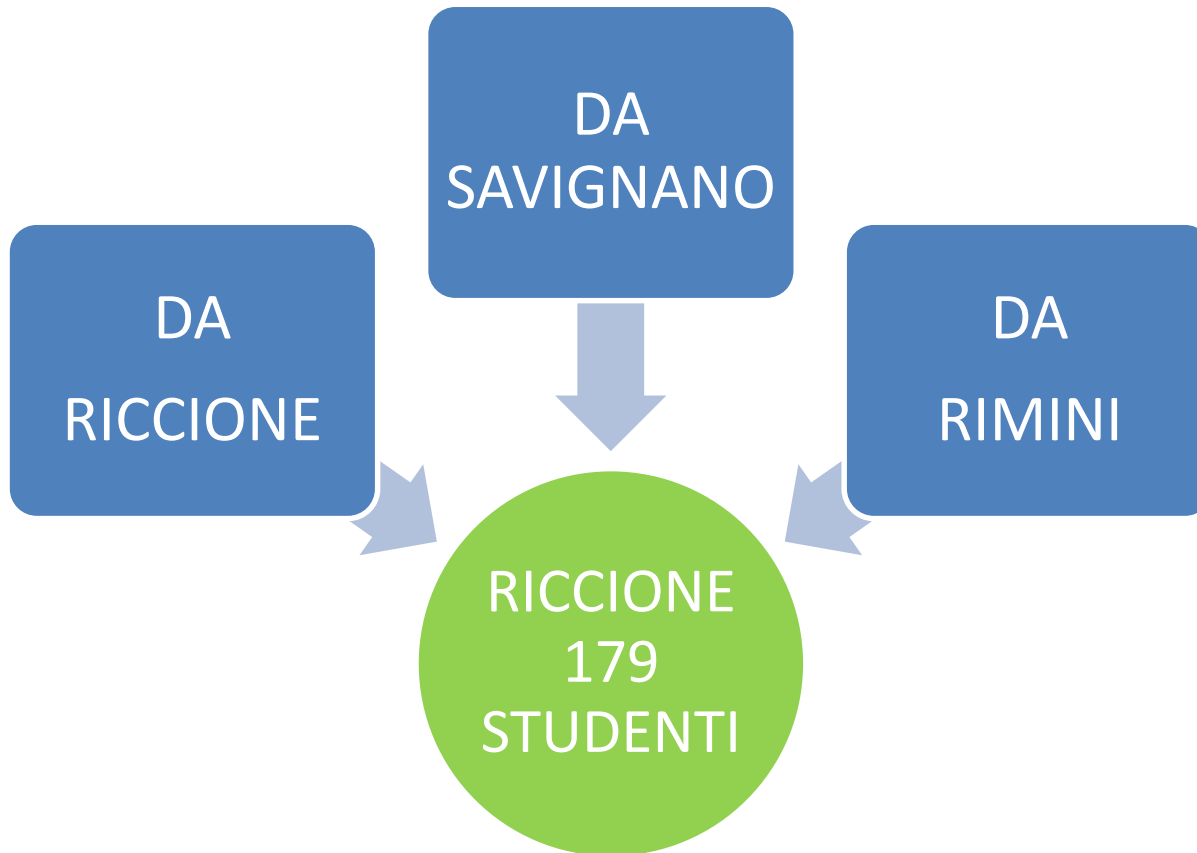 DA
SAVIGNANO
DA
RICCIONE
DA
RIMINI
RICCIONE
179
STUDENTI